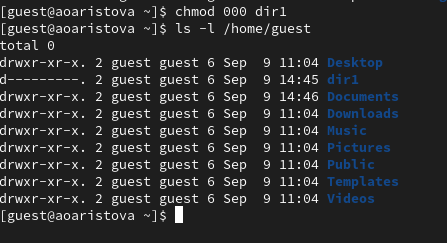 [guest@aoaristova ~]$ chmod 000 dir1
[guest@aoaristova ~]$ ls -l /home/guest
total 0
drwxr-xr-x. 2 guest guest 6 Sep  9 11:04 Desktop
d---------. 2 guest guest 6 Sep  9 14:45 dir1
drwxr-xr-x. 2 guest guest 6 Sep  9 14:46 Documents
drwxr-xr-x. 2 guest guest 6 Sep  9 11:04 Downloads
drwxr-xr-x. 2 guest guest 6 Sep  9 11:04 Music
drwxr-xr-x. 2 guest guest 6 Sep  9 11:04 Pictures
drwxr-xr-x. 2 guest guest 6 Sep  9 11:04 Public
drwxr-xr-x. 2 guest guest 6 Sep  9 11:04 Templates
drwxr-xr-x. 2 guest guest 6 Sep  9 11:04 Videos
[guest@aoaristova ~]$